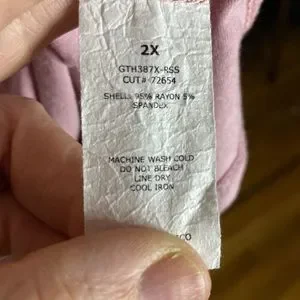 2X
GTH387X-RSS
CUT# 72654
SHELL 95% RAYON 5%
SPANDEX
MACHINE WASH COLD
DO NOT BLEACH
LINE DRY
COOL IRON